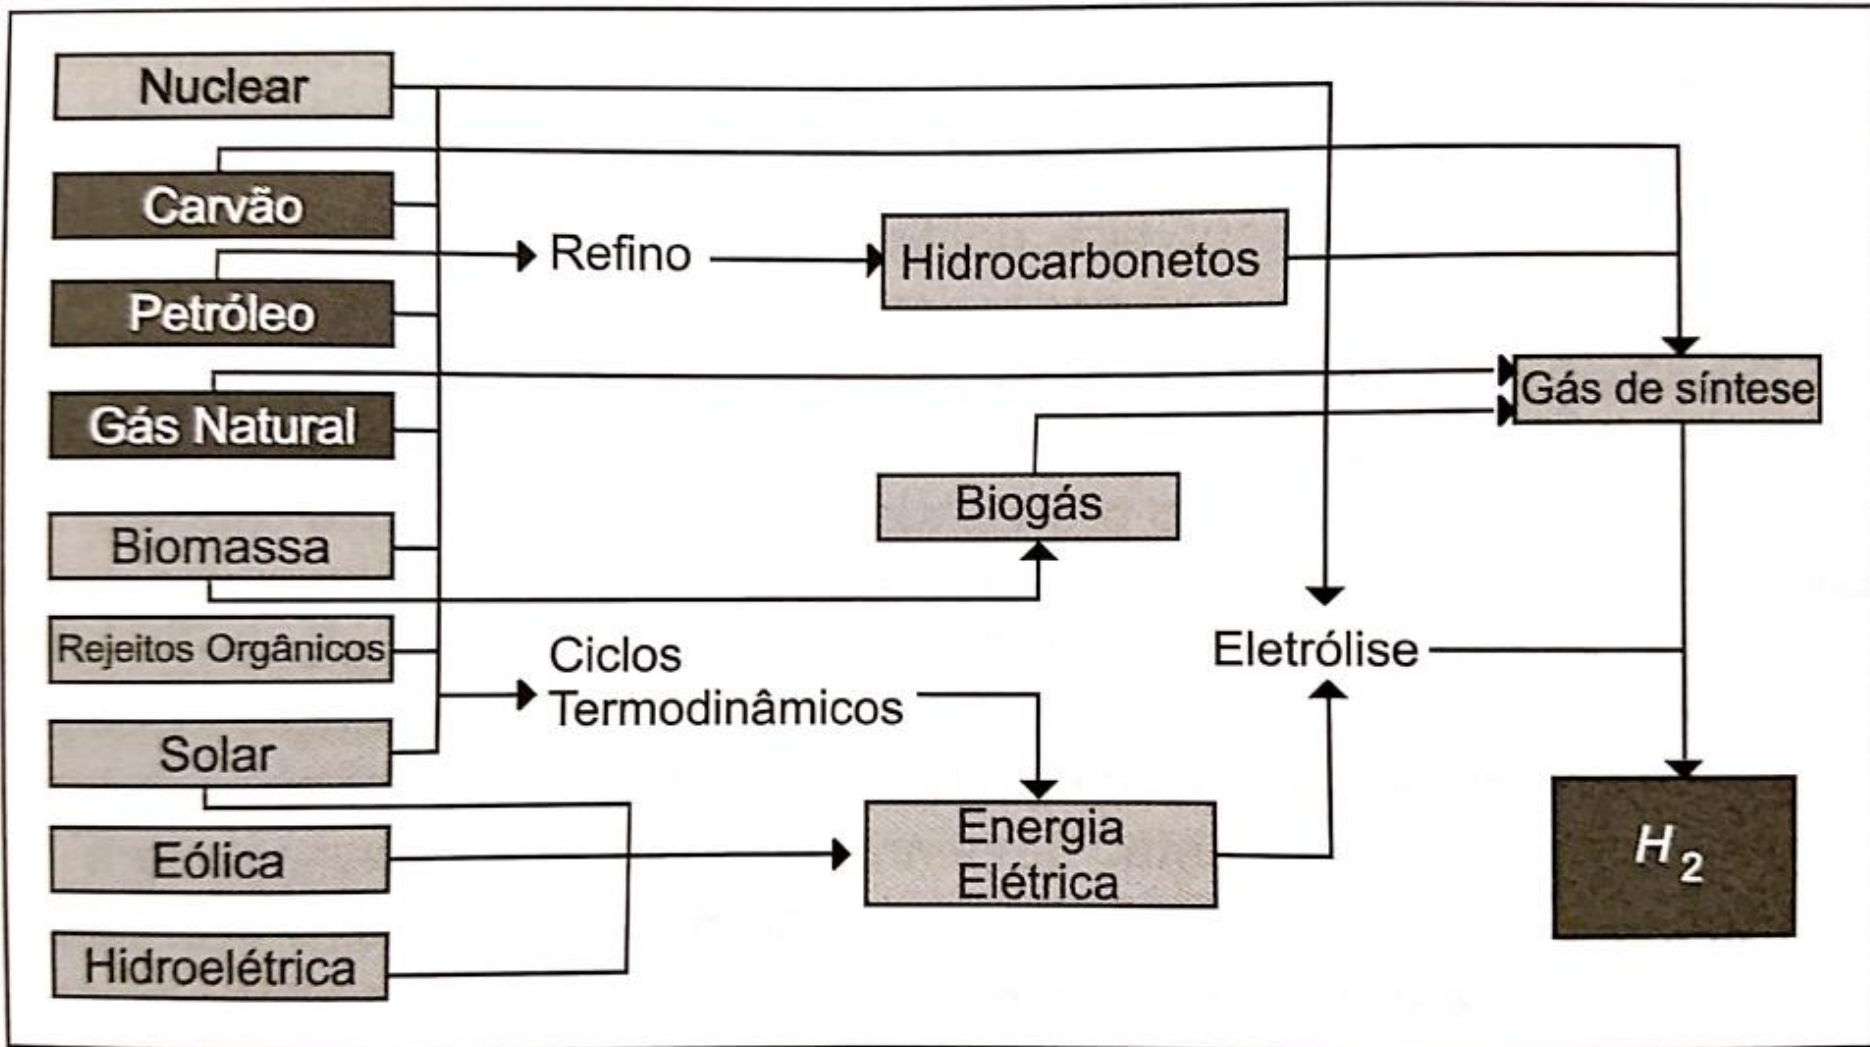 Nuclear
Carvão
Petróleo
Gás Natural
Biomassa
Rejeitos Orgânicos
Solar
Eólica
Hidroelétrica
Refino
Hidrocarbonetos
Biogás
Ciclos
Termodinâmicos
Energia
Elétrica
Eletrólise
Gás de síntese
H 2